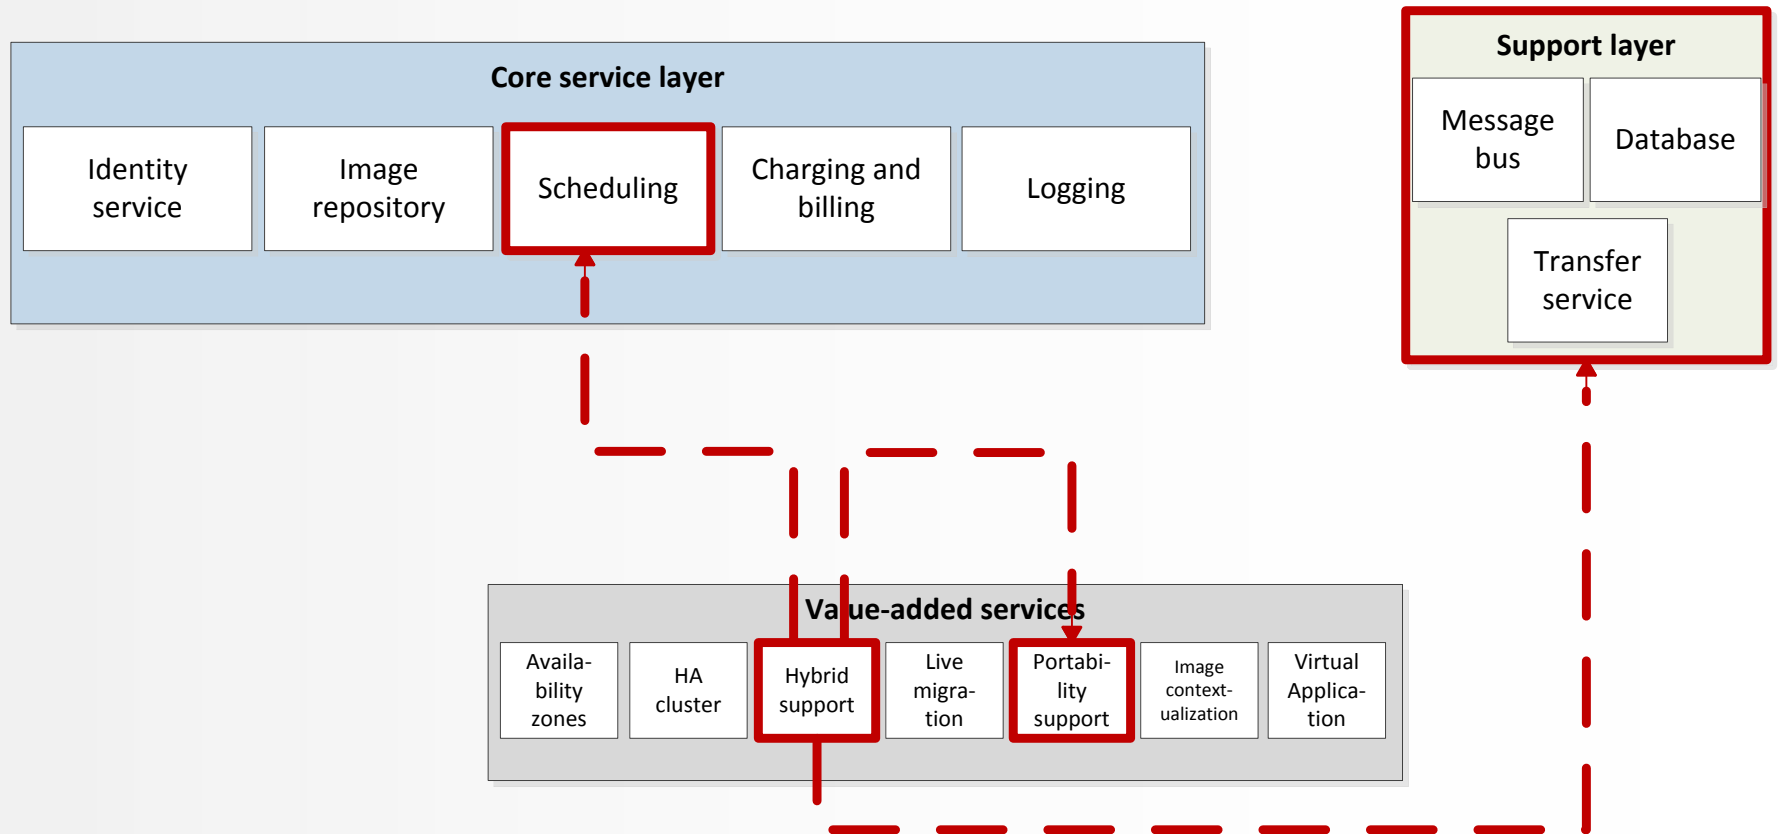 Core service layer
Identity
service
Image
repository
Scheduling
Charging and
billing
Logging
Support layer
Message
bus
Database
Transfer
service
Value-added services
Availa-
bility
zones
HA
cluster
Hybrid
support
Live
migra-
tion
Portabi-
lity
support
Image
context-
ualization
Virtual
Applica-
tion